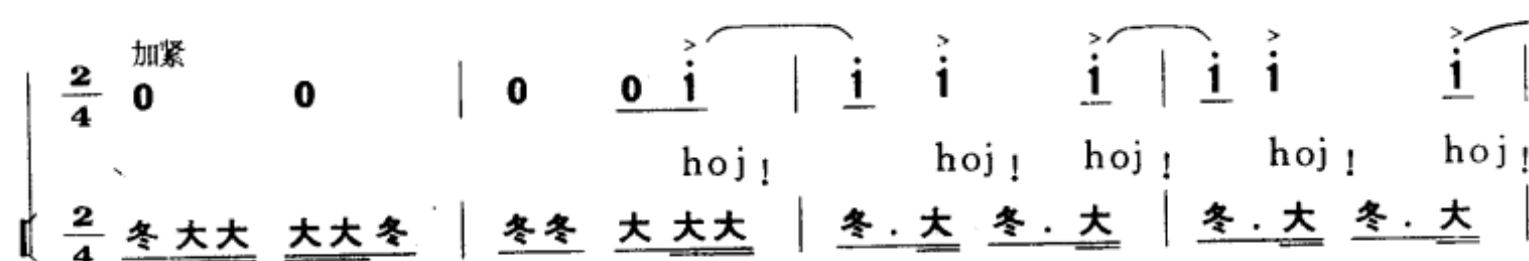 加紧
2/4 0 0 | 0 0 i | i i i | i i i |
hoj! hoj! hoj! hoj! hoj!
2/4 冬大大 大大冬 | 冬冬 大大大 | 冬.大冬.大 | 冬.大冬.大 |